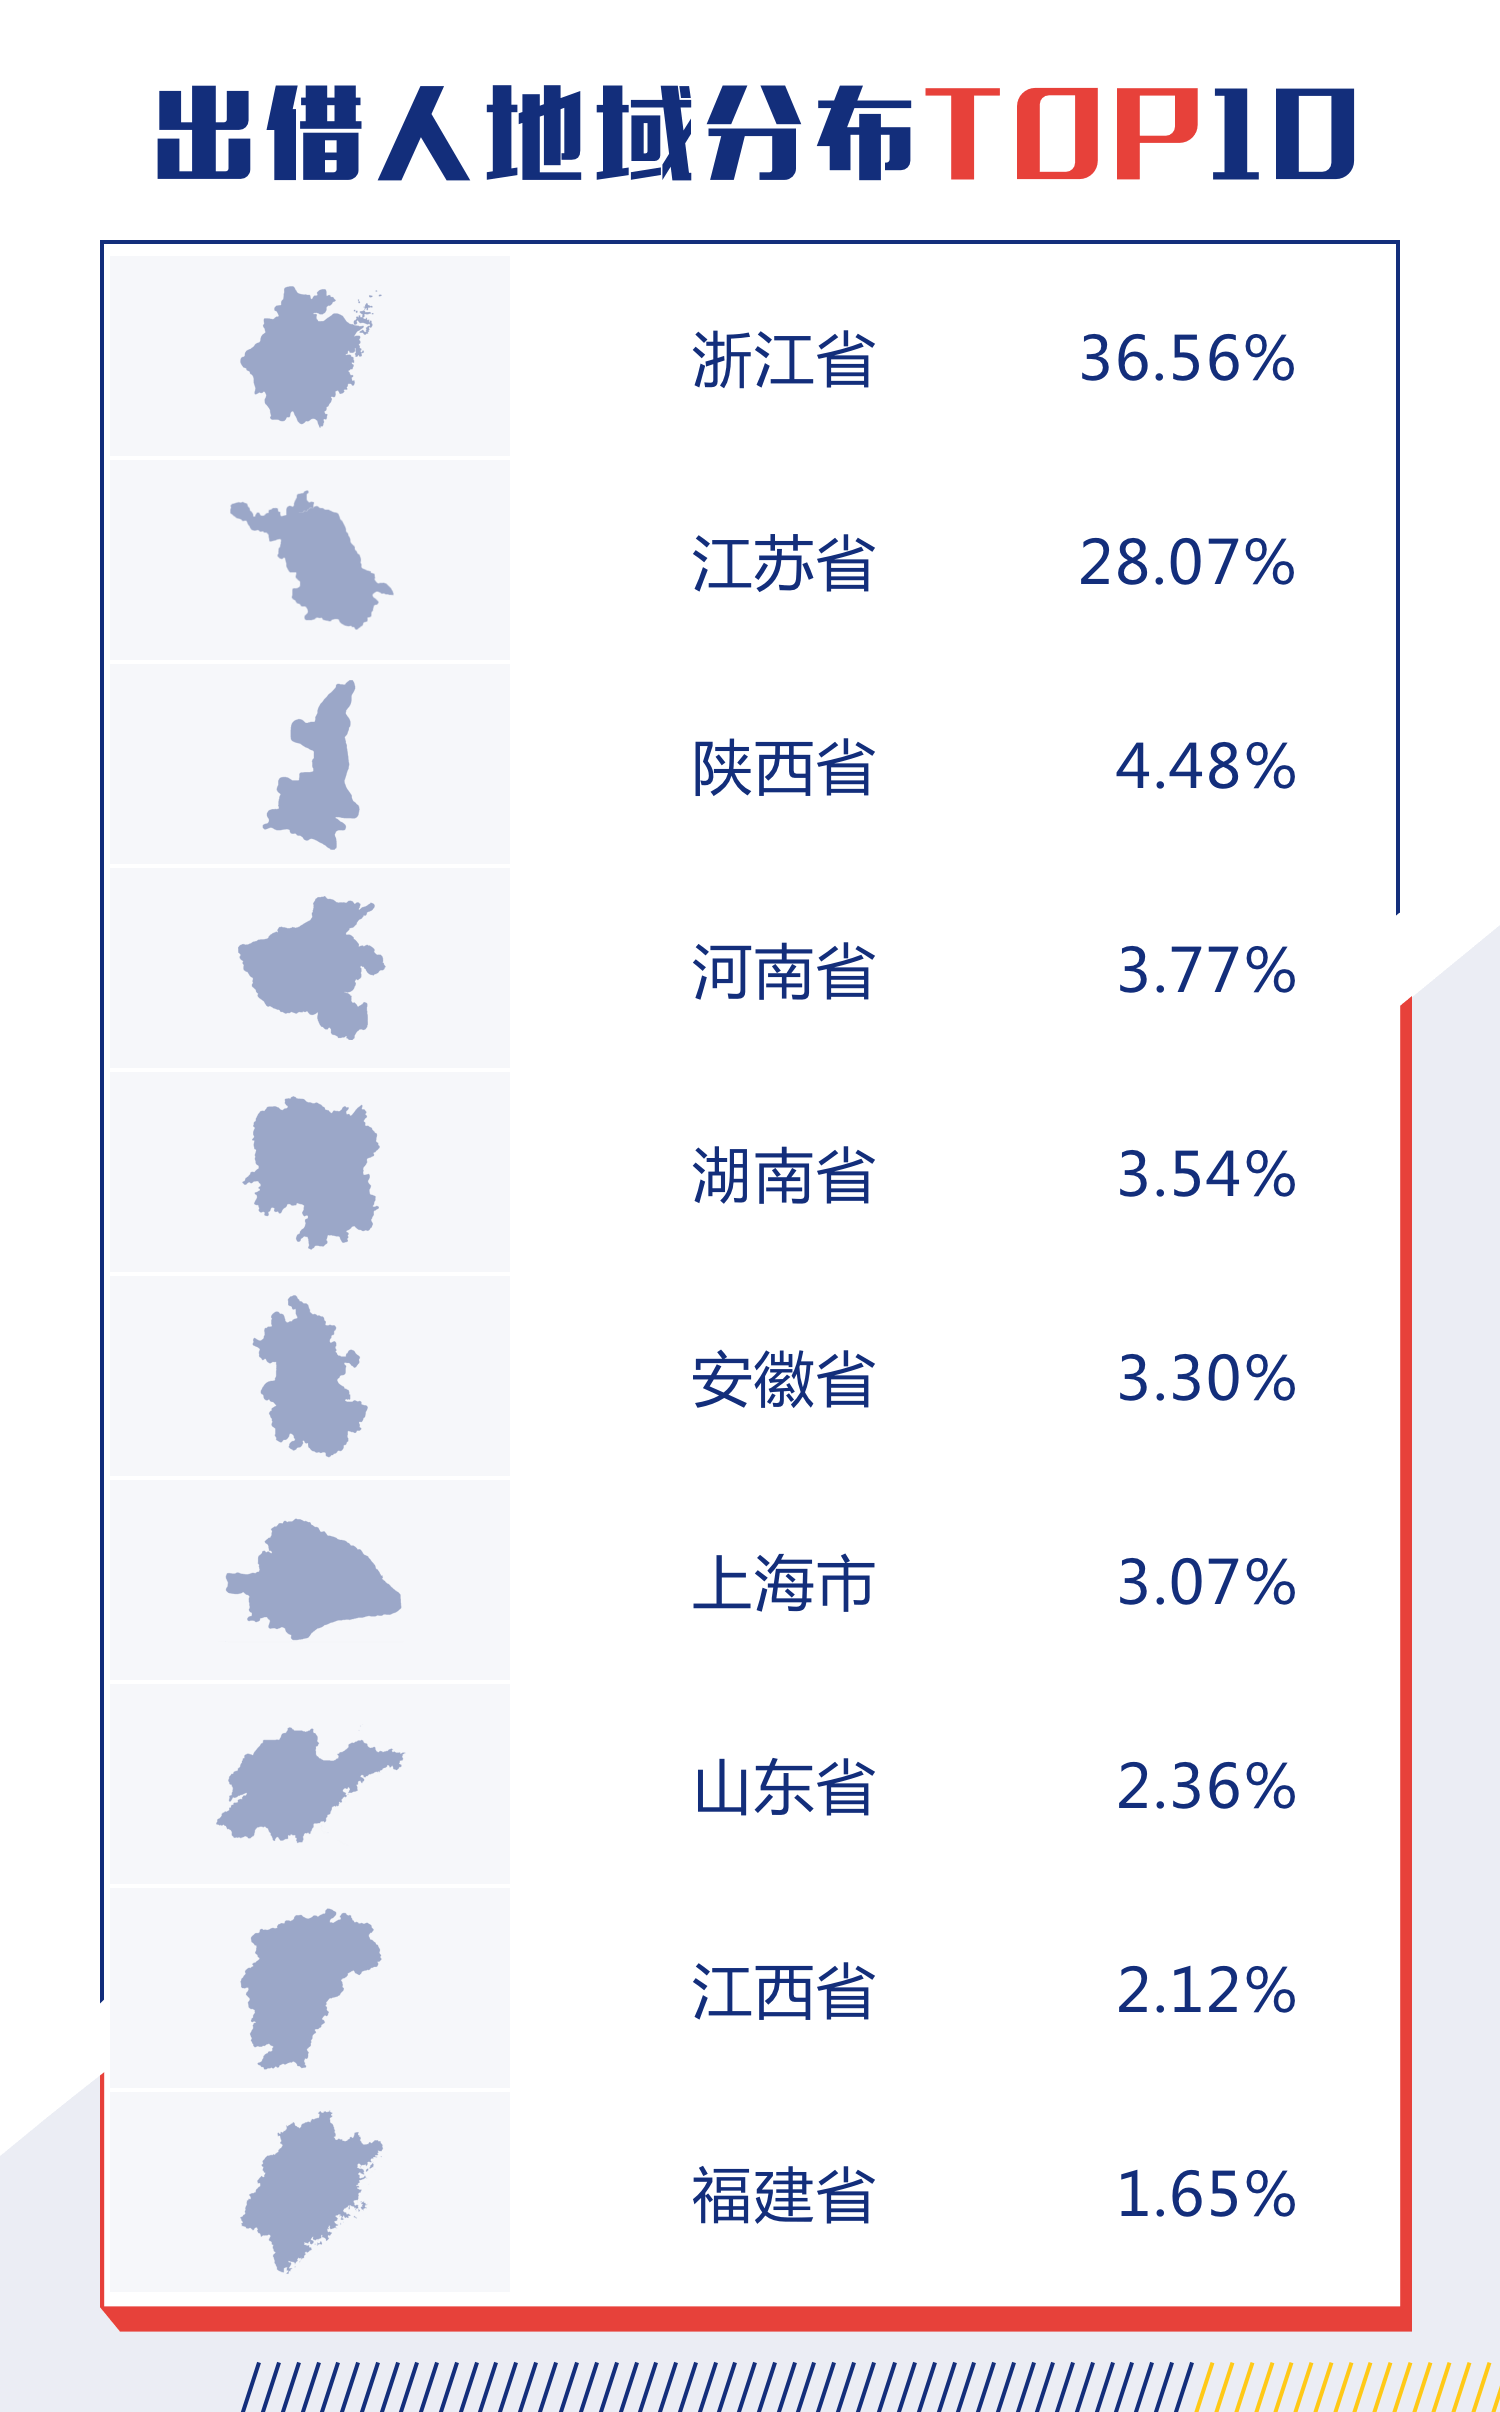 出借人地域分布TOP10
浙江省 36.56%
江苏省 28.07%
陕西省 4.48%
河南省 3.77%
湖南省 3.54%
安徽省 3.30%
上海市 3.07%
山东省 2.36%
江西省 2.12%
福建省 1.65%